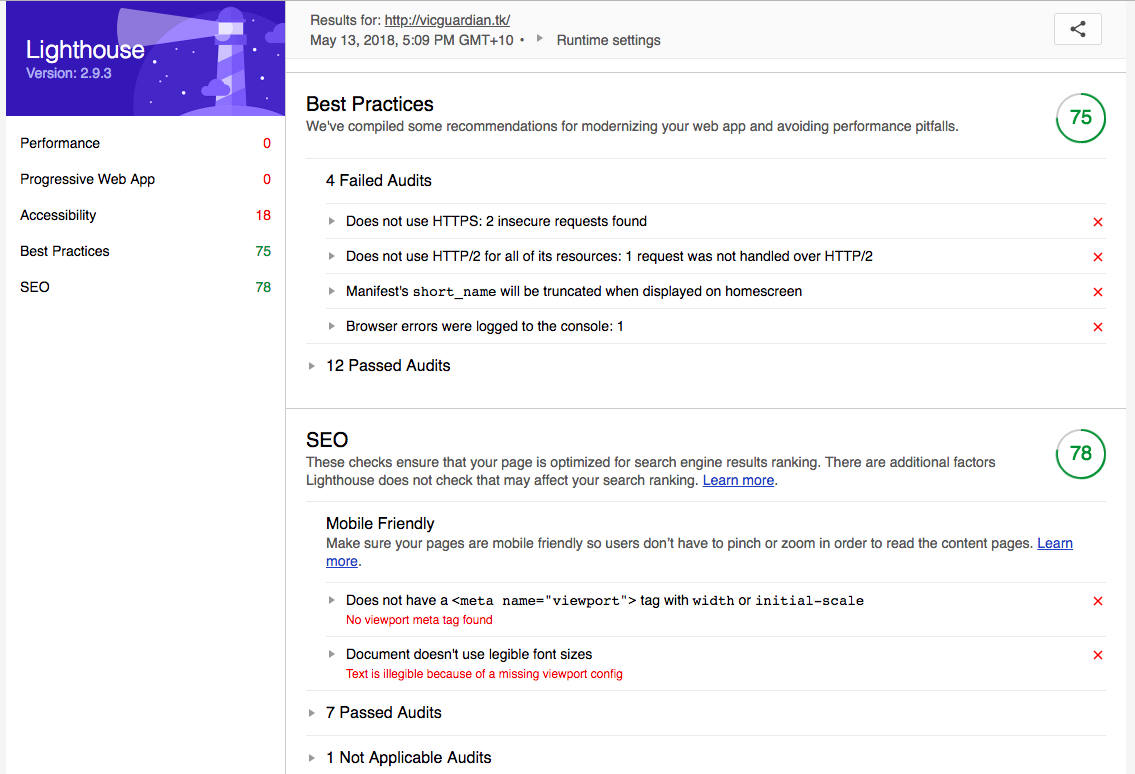 Lighthouse
Version: 2.9.3
Performance 0
Progressive Web App 0
Accessibility 18
Best Practices 75
SEO 78
Results for: http://vicguardian.tk/
May 13, 2018, 5:09 PM GMT+10 • Runtime settings
Best Practices
We've compiled some recommendations for modernizing your web app and avoiding performance pitfalls.
75
4 Failed Audits
Does not use HTTPS: 2 insecure requests found
Does not use HTTP/2 for all of its resources: 1 request was not handled over HTTP/2
Manifest's short_name will be truncated when displayed on homescreen
Browser errors were logged to the console: 1
12 Passed Audits
SEO
These checks ensure that your page is optimized for search engine results ranking. There are additional factors
Lighthouse does not check that may affect your search ranking. Learn more.
78
Mobile Friendly
Make sure your pages are mobile friendly so users don’t have to pinch or zoom in order to read the content pages. Learn
more.
Does not have a <meta name="viewport"> tag with width or initial-scale
No viewport meta tag found
Document doesn't use legible font sizes
Text is illegible because of a missing viewport config
7 Passed Audits
1 Not Applicable Audits